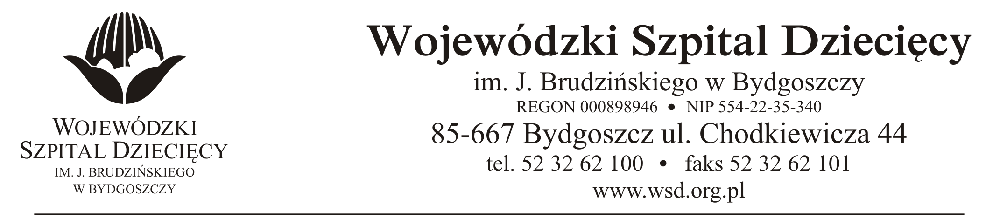 WOJEWÓDZKI
SZPITAL DZIECIĘCY
IM. J. BRUDZIŃSKIEGO
W BYDGOSZCZY
Wojewódzki Szpital Dziecięcy
im. J. Brudzińskiego w Bydgoszczy
REGON 000898946 • NIP 554-22-35-340
85-667 Bydgoszcz ul. Chodkiewicza 44
tel. 52 32 62 100 • faks 52 32 62 101
www.wsd.org.pl